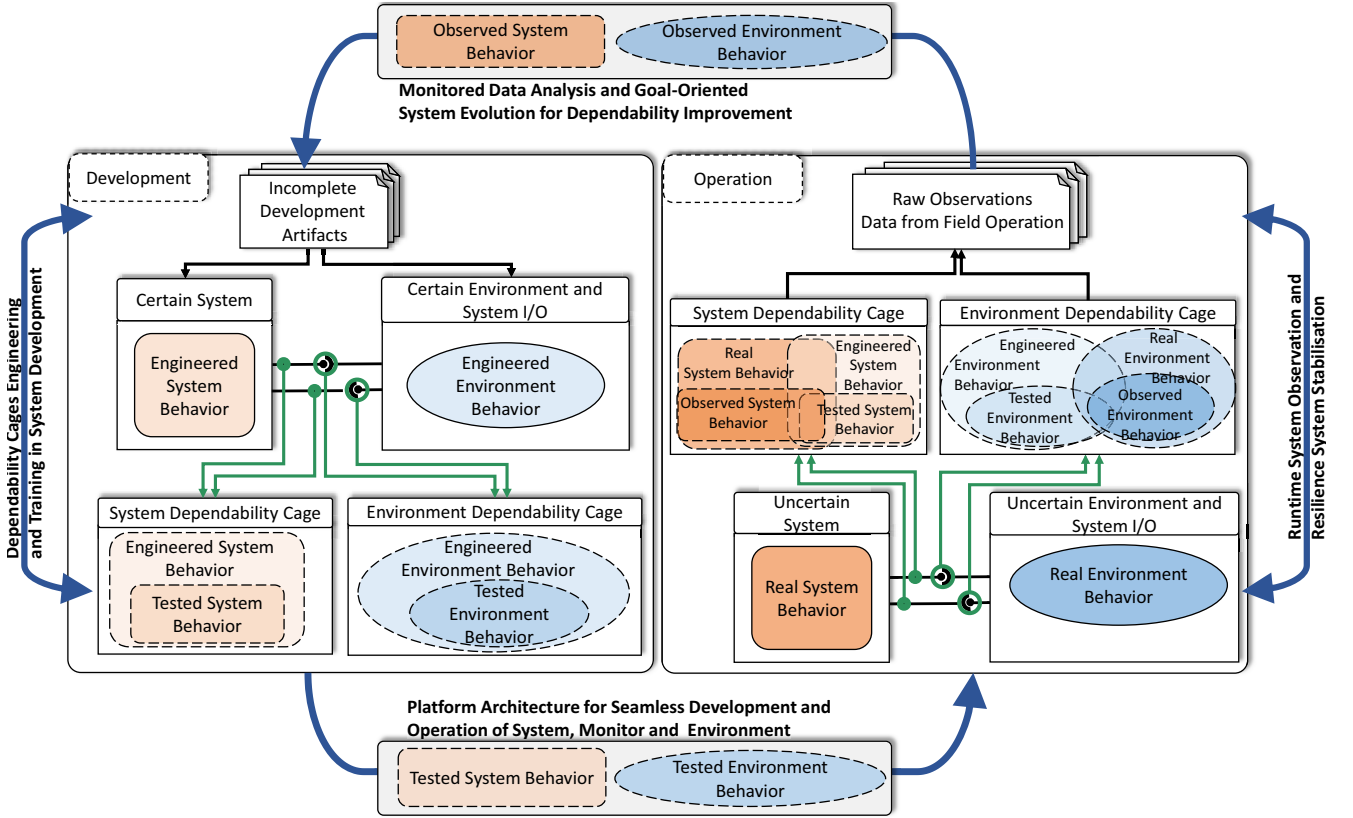 Observed System
Behavior
Observed Environment
Behavior
Monitored Data Analysis and Goal-Oriented
System Evolution for Dependability Improvement
Dependability Cages Engineering
and Training in System Development
Development
Incomplete
Development
Artifacts
Certain System
Engineered
System
Behavior
Certain Environment and
System I/O
Engineered
Environment
Behavior
System Dependability Cage
Engineered System
Behavior
Tested System
Behavior
Environment Dependability Cage
Engineered
Environment Behavior
Tested
Environment
Behavior
Operation
Raw Observations
Data from Field Operation
System Dependability Cage
Real
System Behavior
Engineered
System
Behavior
Observed System
Behavior
Tested System
Behavior
Environment Dependability Cage
Engineered
Environment
Behavior
Real
Environment
Behavior
Tested
Environment
Behavior
Observed
Environment
Behavior
Uncertain
System
Real System
Behavior
Uncertain Environment and
System I/O
Real Environment
Behavior
Runtime System Observation and
Resilience System Stabilisation
Platform Architecture for Seamless Development and
Operation of System, Monitor and Environment
Tested System Behavior
Tested Environment
Behavior